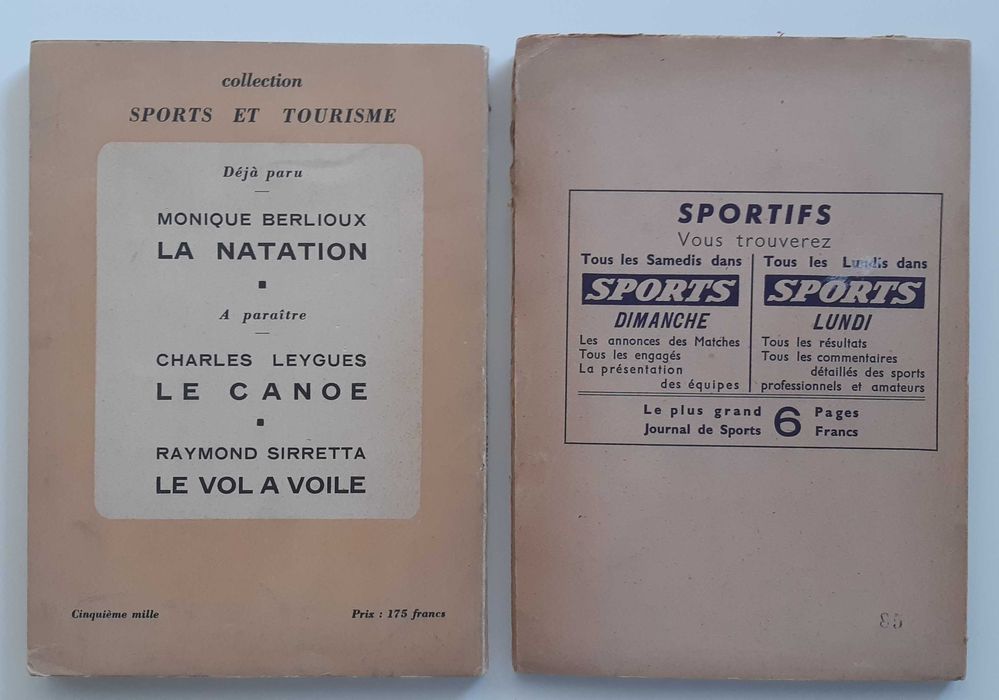 collection
SPORTS ET TOURISME
Déjà paru
MONIQUE BERLIOUX
LA NATATION
A paraître
CHARLES LEYGUES
LE CANOE
RAYMOND SIRRETTA
LE VOL A VOILE
Cinquième mille
Prix : 175 francs
SPORTIFS
Vous trouverez
Tous les Samedis dans
SPORTS
DIMANCHE
Les annonces des Matches
Tous les engagés
La présentation
des équipes
Tous les Lundis dans
SPORTS
LUNDI
Tous les résultats
Tous les commentaires
détaillés des sports
professionnels et amateurs
Le plus grand
Journal de Sports
6
Pages
Francs